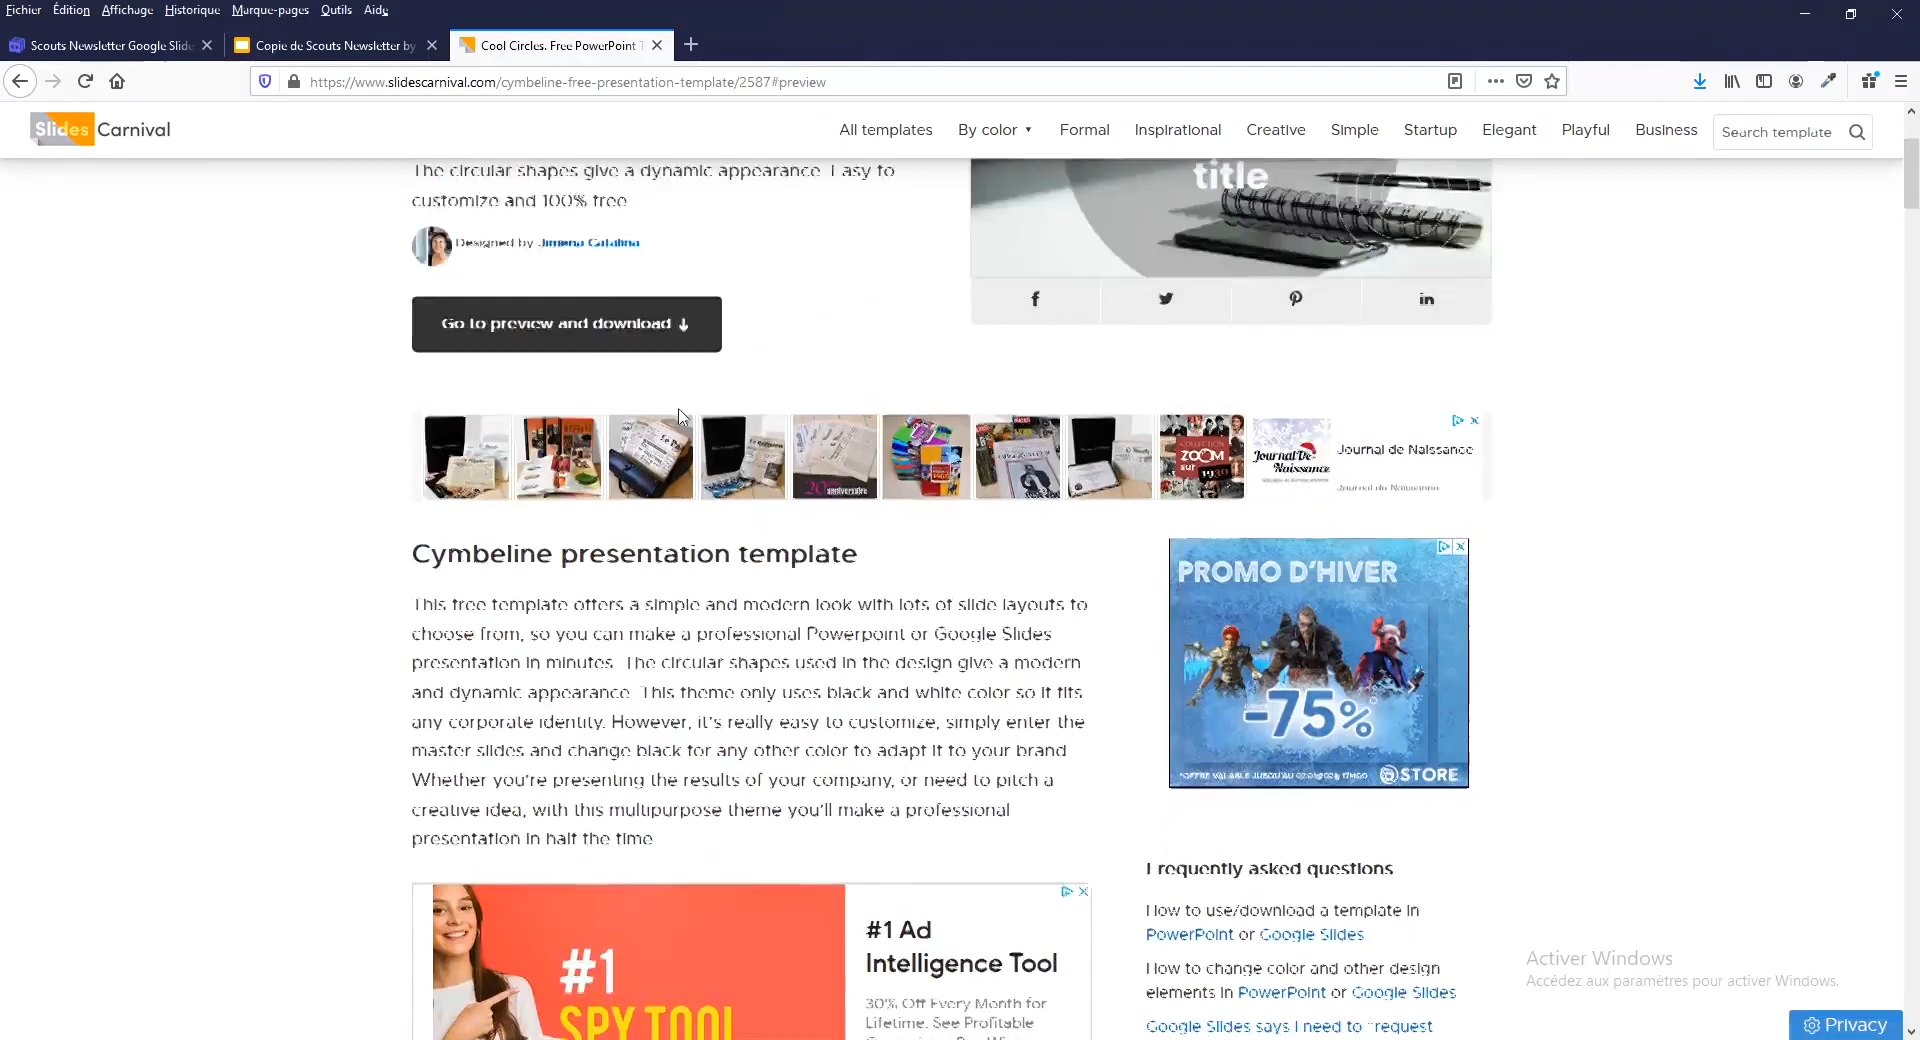 Fichier Édition Affichage Historique Marque-pages Outils Aide
Scouts Newsletter Google Slide
Copie de Scouts Newsletter by
Cool Circles. Free PowerPoint T
https://www.slidescarnival.com/cymbeline-free-presentation-template/2587#preview
Slides Carnival
All templates By color Formal Inspirational Creative Simple Startup Elegant Playful Business Search template
The circular shapes give a dynamic appearance. Easy to
customize and 100% free
Designed by Jimena Catalina
Go to preview and download
title
Journal De Naissance
Journal de Naissance
Journal de Naissance
ZOOM
sur
Cymbeline presentation template
This free template offers a simple and modern look with lots of slide layouts to
choose from, so you can make a professional Powerpoint or Google Slides
presentation in minutes. The circular shapes used in the design give a modern
and dynamic appearance. This theme only uses black and white color so it fits
any corporate identity. However, it's really easy to customize, simply enter the
master slides and change black for any other color to adapt it to your brand
Whether you're presenting the results of your company, or need to pitch a
creative idea, with this multipurpose theme you'll make a professional
presentation in half the time
PROMO D'HIVER
-75%
STORE
#1
SPY TOOL
#1 Ad
Intelligence Tool
30% Off Every Month for
Lifetime. See Profitable
Frequently asked questions
How to use/download a template in
PowerPoint or Google Slides
How to change color and other design
elements in PowerPoint or Google Slides
Google Slides says I need to "request
Activer Windows
Accédez aux paramètres pour activer Windows.
Privacy